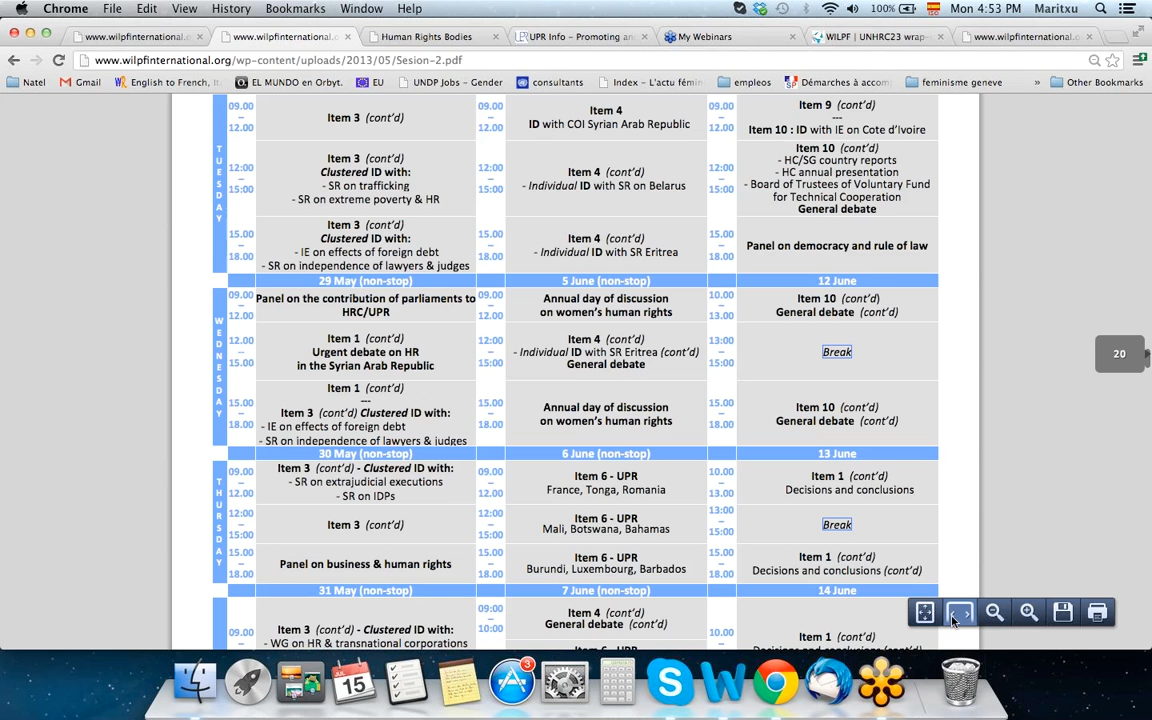 Chrome File Edit View History Bookmarks Window Help 100% Mon 4:53 PM Maritxu
www.wilpfinternational.c × www.wilpfinternational.c × Human Rights Bodies × UPR Info - Promoting and × My Webinars × WILPF | UNHRC23 wrap- × www.wilpfinternational.c ×
www.wilpfinternational.org/wp-content/uploads/2013/05/Sesion-2.pdf
Natel Gmail English to French, I EL MUNDO en Orbyt. EU UNDP Jobs - Gender consultants Index - L'actu fémin empleos Démarches à accomp feminisme geneve » Other Bookmarks
TUESDAY
09.00 – 12.00
Item 3 (cont'd)
09.00 – 12.00
Item 4
ID with COI Syrian Arab Republic
09.00 – 12.00
Item 9 (cont'd)
---
Item 10 : ID with IE on Cote d'Ivoire
12:00 – 15:00
Item 3 (cont'd)
Clustered ID with:
- SR on trafficking
- SR on extreme poverty & HR
12:00 – 15:00
Item 4 (cont'd)
- Individual ID with SR on Belarus
12:00 – 15:00
Item 10 (cont'd)
- HC/SG country reports
- HC annual presentation
- Board of Trustees of Voluntary Fund
for Technical Cooperation
General debate
15.00 – 18.00
Item 3 (cont'd)
Clustered ID with:
- IE on effects of foreign debt
- SR on independence of lawyers & judges
15.00 – 18.00
Item 4 (cont'd)
- Individual ID with SR Eritrea
15.00 – 18.00
Panel on democracy and rule of law
29 May (non-stop) 5 June (non-stop) 12 June
WEDNESDAY
09.00 – 12.00
Panel on the contribution of parliaments to
HRC/UPR
09.00 – 12.00
Annual day of discussion
on women's human rights
10.00 – 13.00
Item 10 (cont'd)
General debate (cont'd)
12:00 – 15:00
Item 1 (cont'd)
Urgent debate on HR
in the Syrian Arab Republic
12:00 – 15:00
Item 4 (cont'd)
- Individual ID with SR Eritrea (cont'd)
General debate
13:00 – 15:00
Break
15.00 – 18.00
Item 1 (cont'd)
---
Item 3 (cont'd) Clustered ID with:
- IE on effects of foreign debt
- SR on independence of lawyers & judges
15.00 – 18.00
Annual day of discussion
on women's human rights
15.00 – 18.00
Item 10 (cont'd)
General debate (cont'd)
20
30 May (non-stop) 6 June (non-stop) 13 June
THURSDAY
09.00 – 12.00
Item 3 (cont'd) - Clustered ID with:
- SR on extrajudicial executions
- SR on IDPs
09.00 – 12.00
Item 6 - UPR
France, Tonga, Romania
10.00 – 13.00
Item 1 (cont'd)
Decisions and conclusions
12:00 – 15:00
Item 3 (cont'd)
12:00 – 15:00
Item 6 - UPR
Mali, Botswana, Bahamas
13:00 – 15:00
Break
15.00 – 18.00
Panel on business & human rights
15.00 – 18.00
Item 6 - UPR
Burundi, Luxembourg, Barbados
15.00 – 18.00
Item 1 (cont'd)
Decisions and conclusions (cont'd)
31 May (non-stop) 7 June (non-stop) 14 June
09.00
Item 3 (cont'd) - Clustered ID with:
- WG on HR & transnational corporations
09:00 – 10:00
Item 4 (cont'd)
General debate (cont'd)
10.00
Item 1 (cont'd)
JUL 15
3